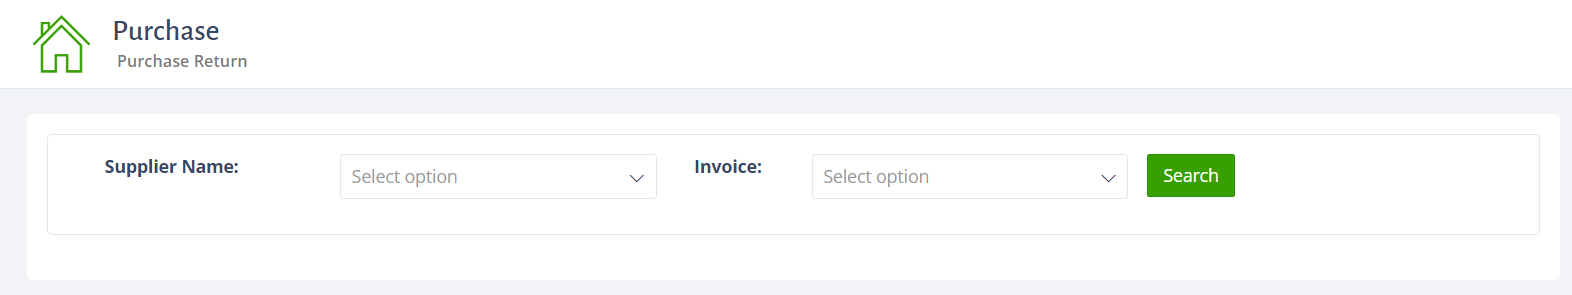 Purchase
Purchase Return
Supplier Name: Select option Invoice: Select option Search